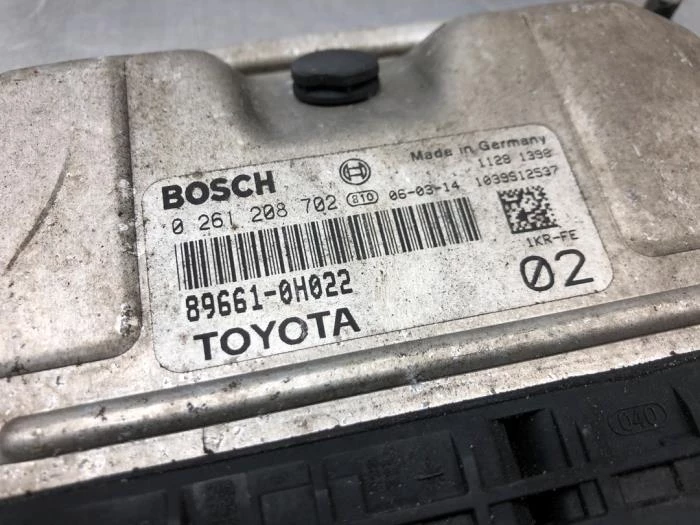 BOSCH
Made in Germany
1129 1398
0 261 208 702 810 06-03-14 1039S12537
1KR-FE
89661-0H022
02
TOYOTA
040